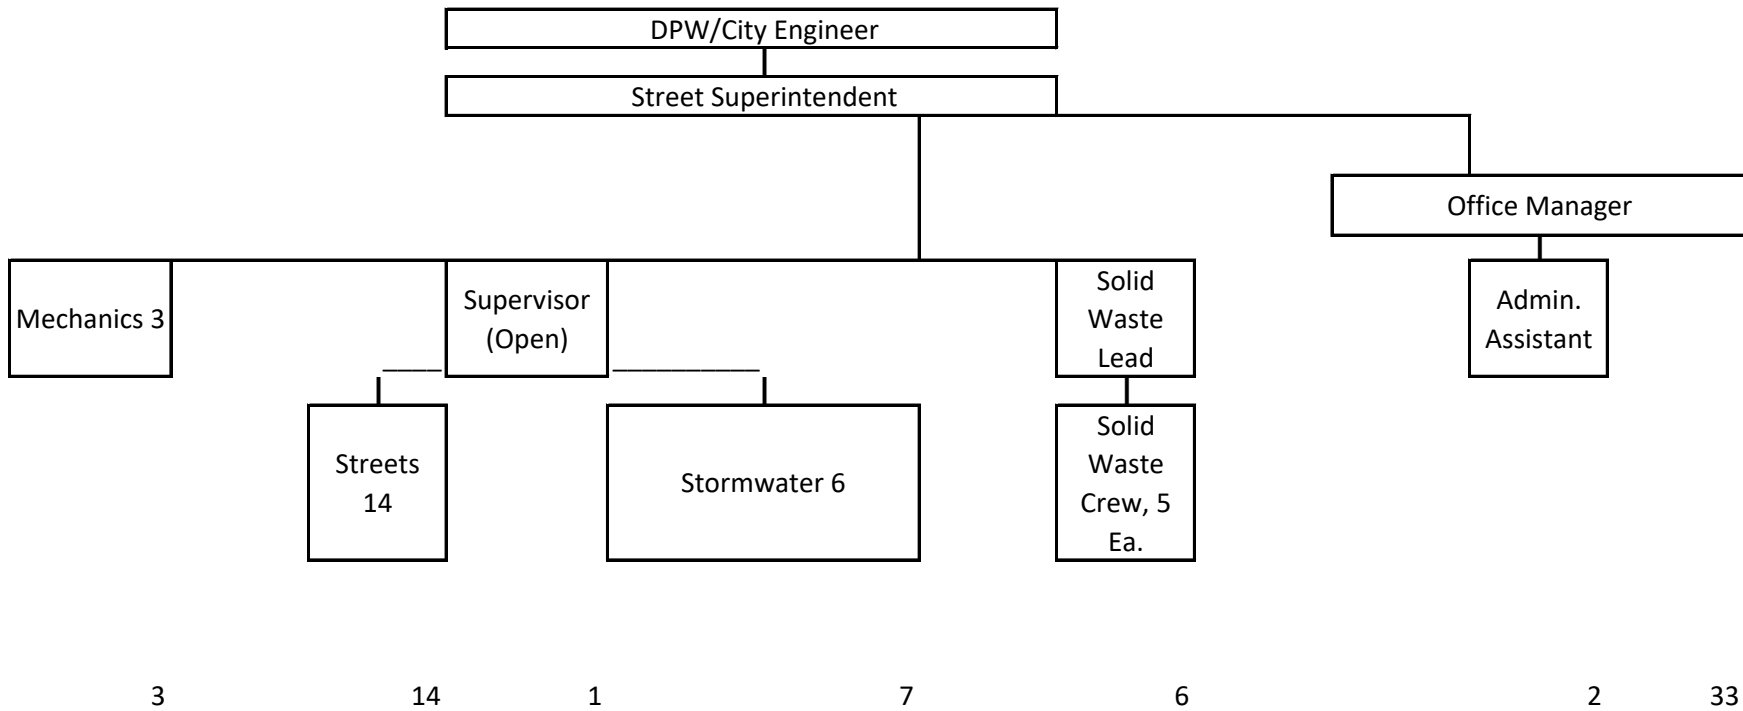 DPW/City Engineer
Street Superintendent
Office Manager
Mechanics 3
Supervisor
(Open)
Solid
Waste
Lead
Admin.
Assistant
Streets
14
Stormwater 6
Solid
Waste
Crew, 5
Ea.
3 14 1 7 6 2 33